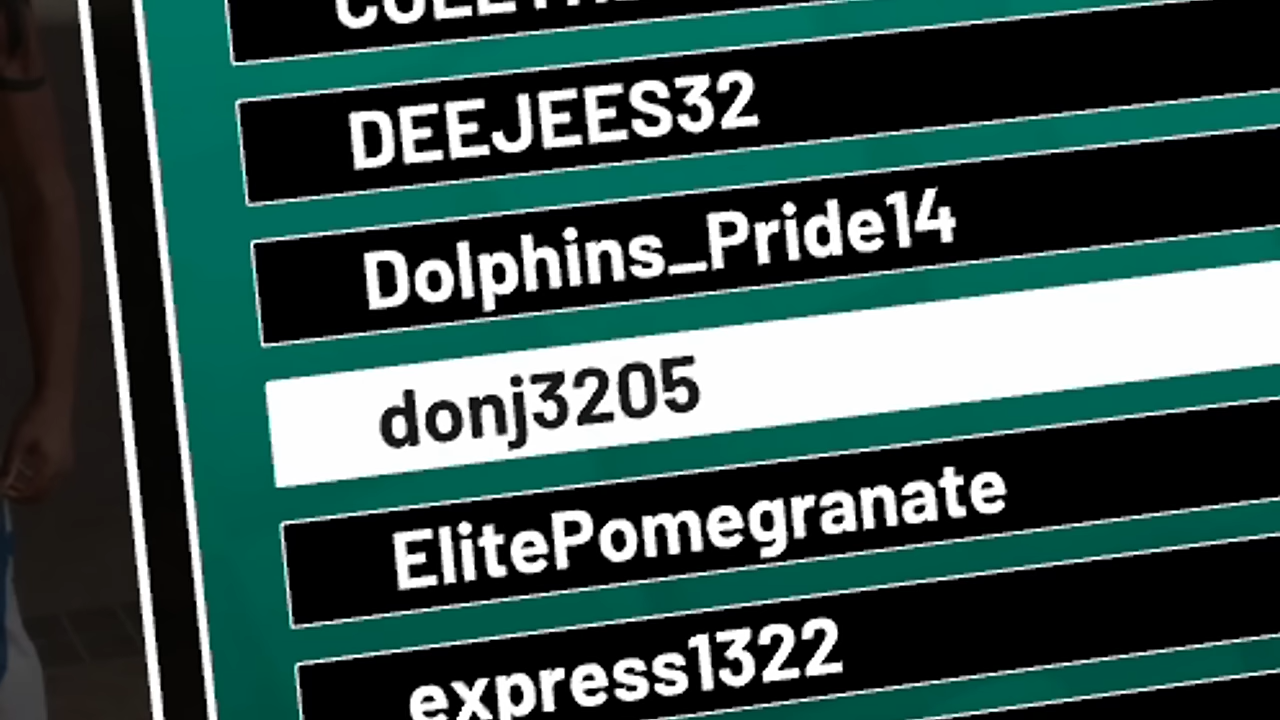 DEEJEES32
Dolphins_Pride14
donj3205
ElitePomegranate
express1322